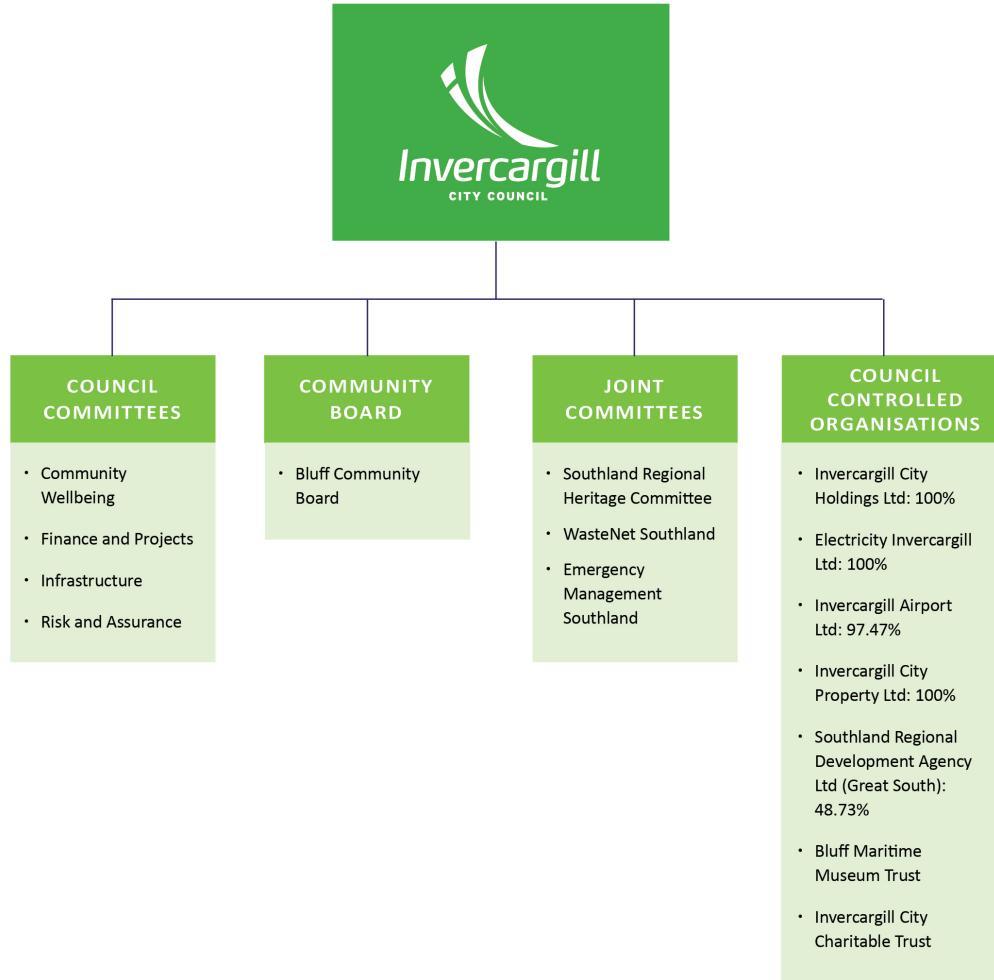 Invercargill
CITY COUNCIL
COUNCIL
COMMITTEES
• Community
Wellbeing
• Finance and Projects
• Infrastructure
• Risk and Assurance
COMMUNITY
BOARD
• Bluff Community
Board
JOINT
COMMITTEES
• Southland Regional
Heritage Committee
• WasteNet Southland
• Emergency
Management
Southland
COUNCIL
CONTROLLED
ORGANISATIONS
• Invercargill City
Holdings Ltd: 100%
• Electricity Invercargill
Ltd: 100%
• Invercargill Airport
Ltd: 97.47%
• Invercargill City
Property Ltd: 100%
• Southland Regional
Development Agency
Ltd (Great South):
48.73%
• Bluff Maritime
Museum Trust
• Invercargill City
Charitable Trust